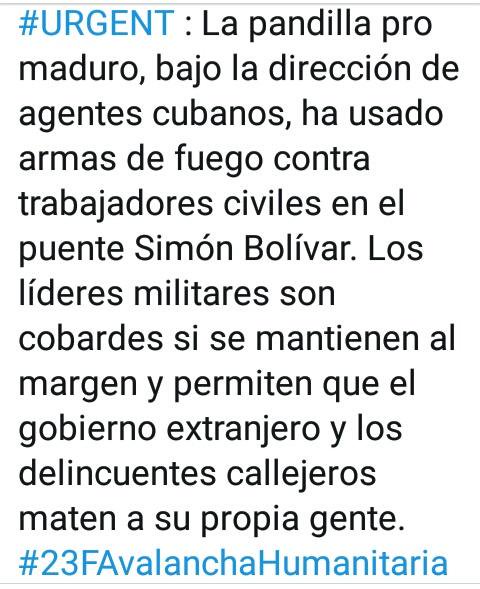 #URGENT : La pandilla pro
maduro, bajo la dirección de
agentes cubanos, ha usado
armas de fuego contra
trabajadores civiles en el
puente Simón Bolívar. Los
líderes militares son
cobardes si se mantienen al
margen y permiten que el
gobierno extranjero y los
delincuentes callejeros
maten a su propia gente.
#23FAvalanchaHumanitaria